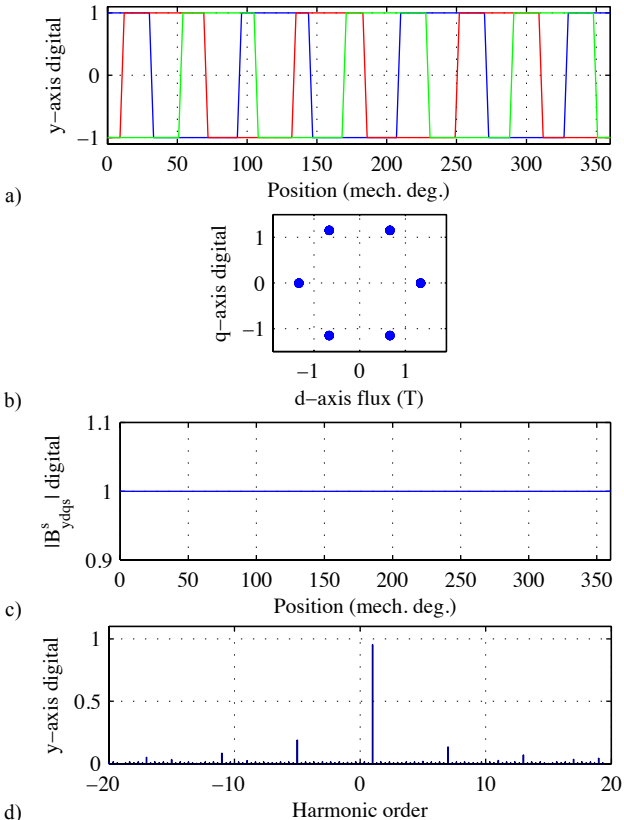 y−axis digital
1
0
−1
0 50 100 150 200 250 300 350
Position (mech. deg.)
a)
q−axis digital
1
0
−1
−1 0 1
d−axis flux (T)
b)
|B^s_ydqs| digital
1.1
1
0.9
0 50 100 150 200 250 300 350
Position (mech. deg.)
c)
y−axis digital
1
0.5
0
−20 −10 0 10 20
Harmonic order
d)